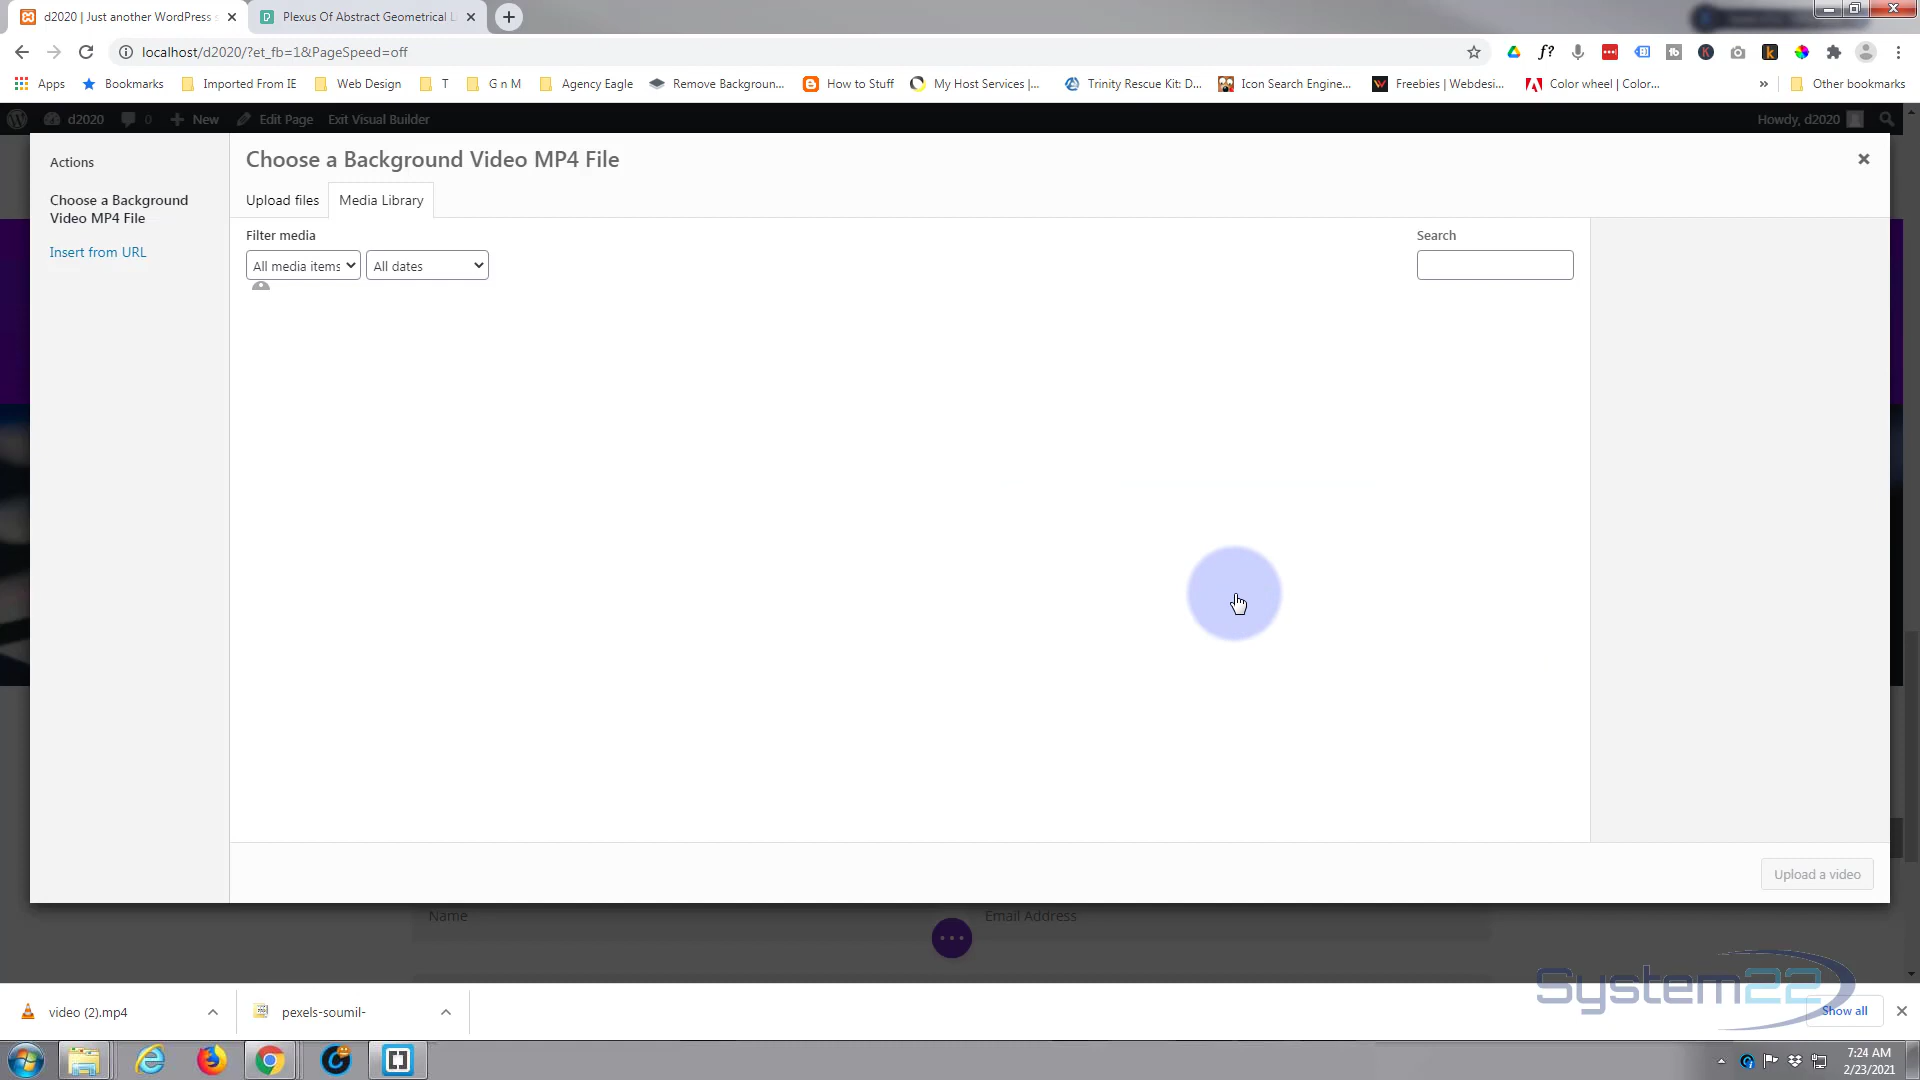 d2020 | Just another WordPress s
Plexus Of Abstract Geometrical L
localhost/d2020/?et_fb=1&PageSpeed=off
Apps
Bookmarks
Imported From IE
Web Design
T
G n M
Agency Eagle
Remove Backgroun...
How to Stuff
My Host Services |...
Trinity Rescue Kit: D...
Icon Search Engine...
Freebies | Webdesi...
Color wheel | Color...
»
Other bookmarks
d2020
0
New
Edit Page
Exit Visual Builder
Howdy, d2020
Actions
Choose a Background
Video MP4 File
Insert from URL
Choose a Background Video MP4 File
Upload files
Media Library
Filter media
All media items
All dates
Search
Upload a video
Name
Email Address
System22
video (2).mp4
pexels-soumil-
Show all
7:24 AM
2/23/2021